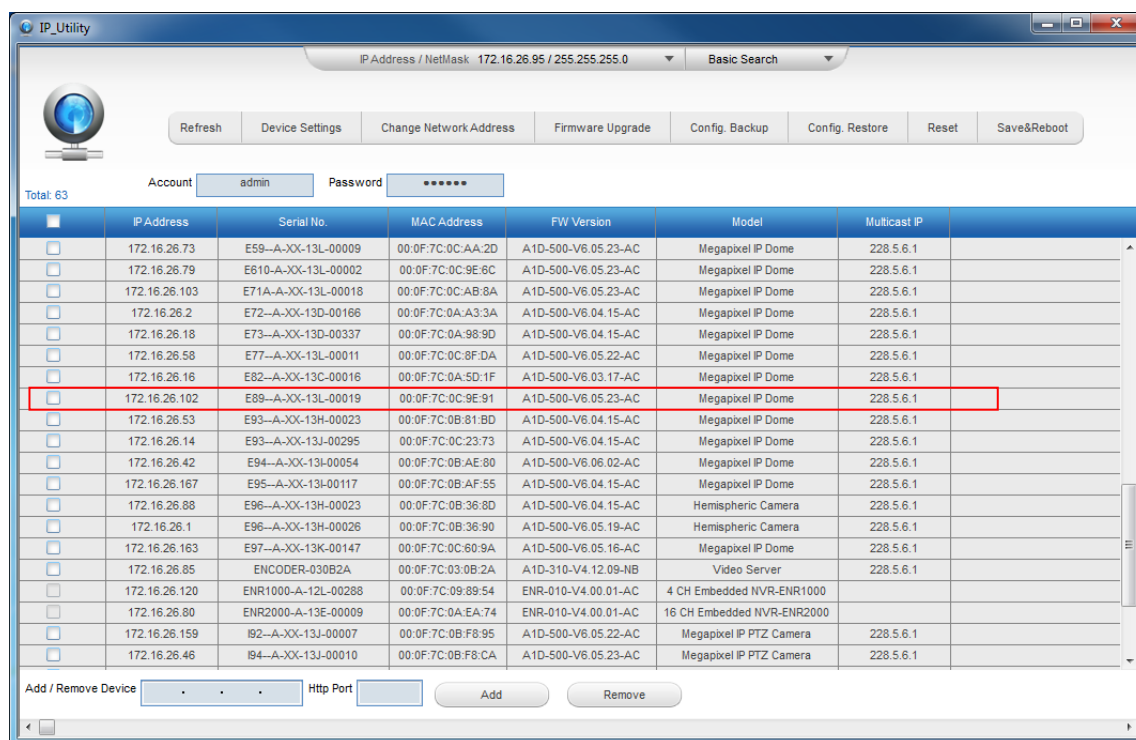 IP_Utility
IP Address / NetMask 172.16.26.95 / 255.255.255.0 Basic Search
Refresh Device Settings Change Network Address Firmware Upgrade Config. Backup Config. Restore Reset Save&Reboot
Account admin Password ••••••
Total: 63
IP Address Serial No. MAC Address FW Version Model Multicast IP
172.16.26.73 E59--A-XX-13L-00009 00:0F:7C:0C:AA:2D A1D-500-V6.05.23-AC Megapixel IP Dome 228.5.6.1
172.16.26.79 E610-A-XX-13L-00002 00:0F:7C:0C:9E:6C A1D-500-V6.05.23-AC Megapixel IP Dome 228.5.6.1
172.16.26.103 E71A-A-XX-13L-00018 00:0F:7C:0C:AB:8A A1D-500-V6.05.23-AC Megapixel IP Dome 228.5.6.1
172.16.26.2 E72--A-XX-13D-00166 00:0F:7C:0A:A3:3A A1D-500-V6.04.15-AC Megapixel IP Dome 228.5.6.1
172.16.26.18 E73--A-XX-13D-00337 00:0F:7C:0A:98:9D A1D-500-V6.04.15-AC Megapixel IP Dome 228.5.6.1
172.16.26.58 E77--A-XX-13L-00011 00:0F:7C:0C:8F:DA A1D-500-V6.05.22-AC Megapixel IP Dome 228.5.6.1
172.16.26.16 E82--A-XX-13C-00016 00:0F:7C:0A:5D:1F A1D-500-V6.03.17-AC Megapixel IP Dome 228.5.6.1
172.16.26.102 E89--A-XX-13L-00019 00:0F:7C:0C:9E:91 A1D-500-V6.05.23-AC Megapixel IP Dome 228.5.6.1
172.16.26.53 E93--A-XX-13H-00023 00:0F:7C:0B:81:BD A1D-500-V6.04.15-AC Megapixel IP Dome 228.5.6.1
172.16.26.14 E93--A-XX-13J-00295 00:0F:7C:0C:23:73 A1D-500-V6.04.15-AC Megapixel IP Dome 228.5.6.1
172.16.26.42 E94--A-XX-13I-00054 00:0F:7C:0B:AE:80 A1D-500-V6.06.02-AC Megapixel IP Dome 228.5.6.1
172.16.26.167 E95--A-XX-13I-00117 00:0F:7C:0B:AF:55 A1D-500-V6.04.15-AC Megapixel IP Dome 228.5.6.1
172.16.26.88 E96--A-XX-13H-00023 00:0F:7C:0B:36:8D A1D-500-V6.04.15-AC Hemispheric Camera 228.5.6.1
172.16.26.1 E96--A-XX-13H-00026 00:0F:7C:0B:36:90 A1D-500-V6.05.19-AC Hemispheric Camera 228.5.6.1
172.16.26.163 E97--A-XX-13K-00147 00:0F:7C:0C:60:9A A1D-500-V6.05.16-AC Megapixel IP Dome 228.5.6.1
172.16.26.85 ENCODER-030B2A 00:0F:7C:03:0B:2A A1D-310-V4.12.09-NB Video Server 228.5.6.1
172.16.26.120 ENR1000-A-12L-00288 00:0F:7C:09:89:54 ENR-010-V4.00.01-AC 4 CH Embedded NVR-ENR1000
172.16.26.80 ENR2000-A-13E-00009 00:0F:7C:0A:EA:74 ENR-010-V4.00.01-AC 16 CH Embedded NVR-ENR2000
172.16.26.159 I92--A-XX-13J-00007 00:0F:7C:0B:F8:95 A1D-500-V6.05.22-AC Megapixel IP PTZ Camera 228.5.6.1
172.16.26.46 I94--A-XX-13J-00010 00:0F:7C:0B:F8:CA A1D-500-V6.05.23-AC Megapixel IP PTZ Camera 228.5.6.1
Add / Remove Device . . . Http Port Add Remove